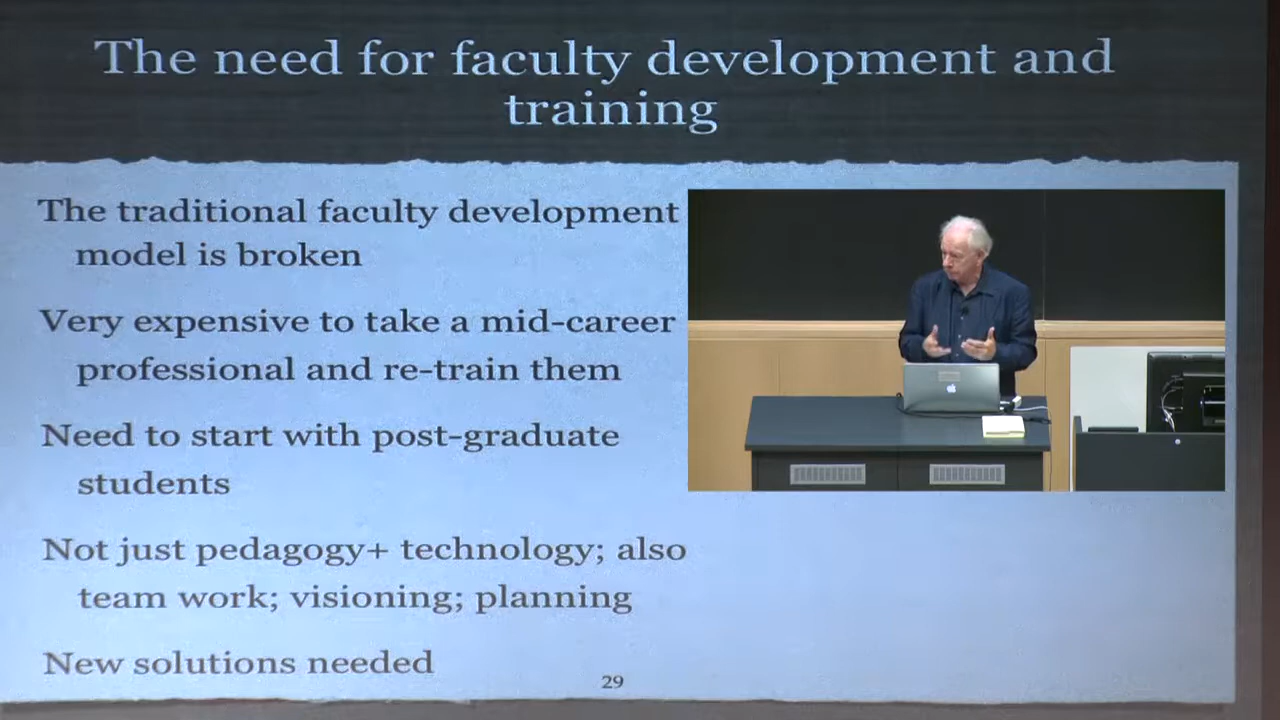 The need for faculty development and
training
The traditional faculty development
model is broken
Very expensive to take a mid-career
professional and re-train them
Need to start with post-graduate
students
Not just pedagogy+ technology; also
team work; visioning; planning
New solutions needed
29